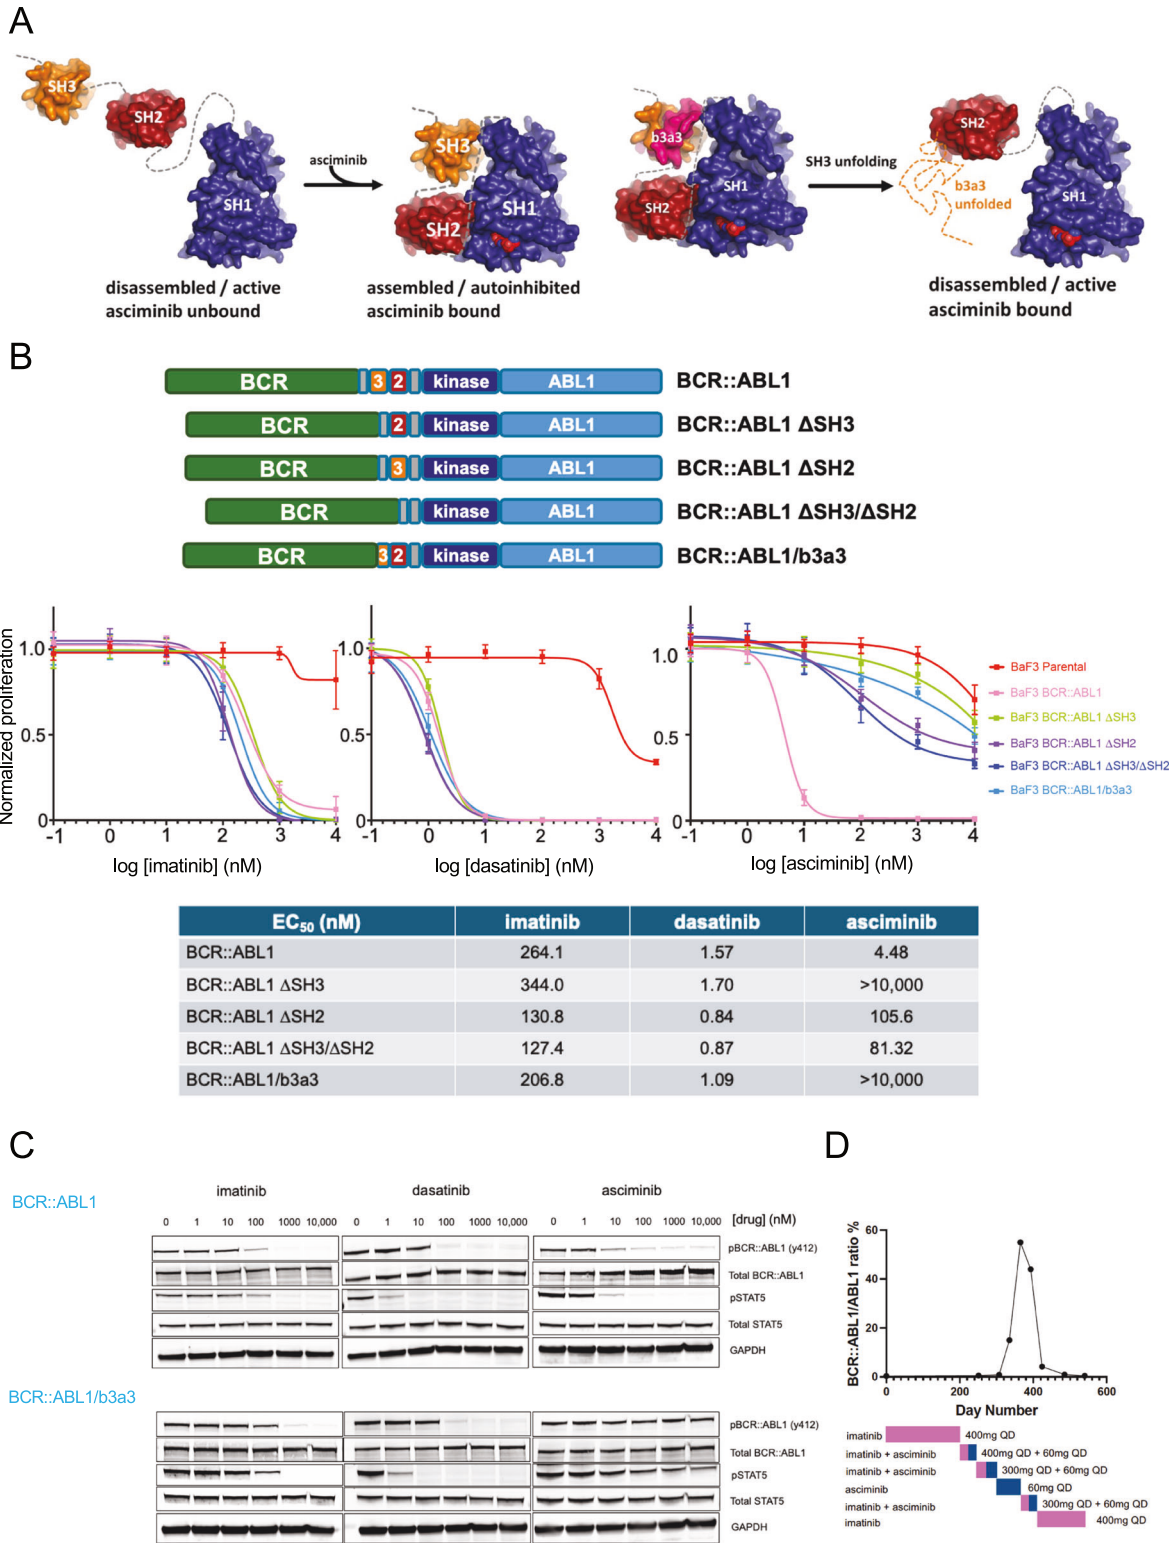 A
SH3
SH2
SH1
asciminib
SH3
SH2
SH1
b3a3
SH2
SH1
SH3 unfolding
SH2
b3a3
unfolded
SH1
disassembled / active
asciminib unbound
assembled / autoinhibited
asciminib bound
disassembled / active
asciminib bound
B
BCR 3 2 kinase ABL1 BCR::ABL1
BCR 2 kinase ABL1 BCR::ABL1 ΔSH3
BCR 3 kinase ABL1 BCR::ABL1 ΔSH2
BCR kinase ABL1 BCR::ABL1 ΔSH3/ΔSH2
BCR 3 2 kinase ABL1 BCR::ABL1/b3a3
Normalized proliferation
1.0
0.5
0
-1 0 1 2 3 4
log [imatinib] (nM)
1.0
0.5
0
-1 0 1 2 3 4
log [dasatinib] (nM)
1.0
0.5
0
-1 0 1 2 3 4
log [asciminib] (nM)
BaF3 Parental
BaF3 BCR::ABL1
BaF3 BCR::ABL1 ΔSH3
BaF3 BCR::ABL1 ΔSH2
BaF3 BCR::ABL1 ΔSH3/ΔSH2
BaF3 BCR::ABL1/b3a3
EC50 (nM) imatinib dasatinib asciminib
BCR::ABL1 264.1 1.57 4.48
BCR::ABL1 ΔSH3 344.0 1.70 >10,000
BCR::ABL1 ΔSH2 130.8 0.84 105.6
BCR::ABL1 ΔSH3/ΔSH2 127.4 0.87 81.32
BCR::ABL1/b3a3 206.8 1.09 >10,000
C
BCR::ABL1
imatinib dasatinib asciminib
0 1 10 100 1000 10,000 0 1 10 100 1000 10,000 0 1 10 100 1000 10,000 [drug] (nM)
pBCR::ABL1 (y412)
Total BCR::ABL1
pSTAT5
Total STAT5
GAPDH
BCR::ABL1/b3a3
pBCR::ABL1 (y412)
Total BCR::ABL1
pSTAT5
Total STAT5
GAPDH
D
BCR::ABL1/ABL1 ratio %
60
40
20
0
0 200 400 600
Day Number
imatinib 400mg QD
imatinib + asciminib 400mg QD + 60mg QD
imatinib + asciminib 300mg QD + 60mg QD
asciminib 60mg QD
imatinib + asciminib 300mg QD + 60mg QD
imatinib 400mg QD